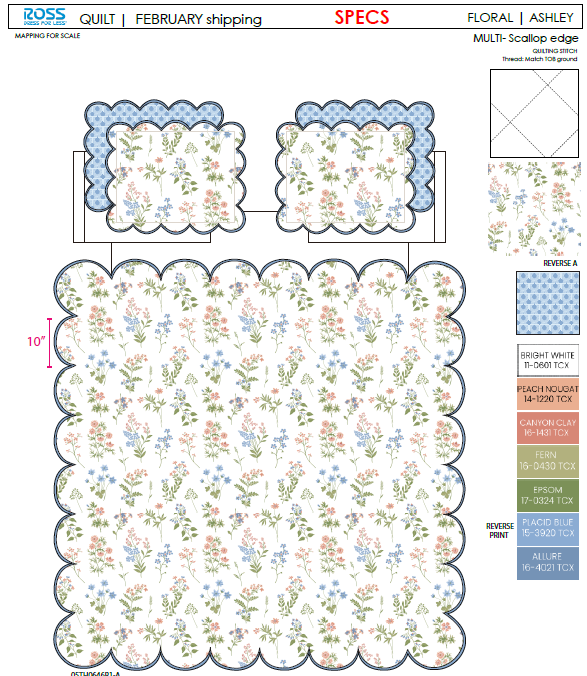 ROSS
DRESS FOR LESS
QUILT | FEBRUARY shipping
SPECS
FLORAL | ASHLEY
MAPPING FOR SCALE
MULTI- Scallop edge
QUILTING STITCH
Thread: Match TOB ground
REVERSE A
10"
BRIGHT WHITE
11-0601 TCX
PEACH NOUGAT
14-1220 TCX
CANYON CLAY
16-1431 TCX
FERN
16-0430 TCX
EPSOM
17-0324 TCX
REVERSE
PRINT
PLACID BLUE
15-3920 TCX
ALLURE
16-4021 TCX
05TH0646R1-A